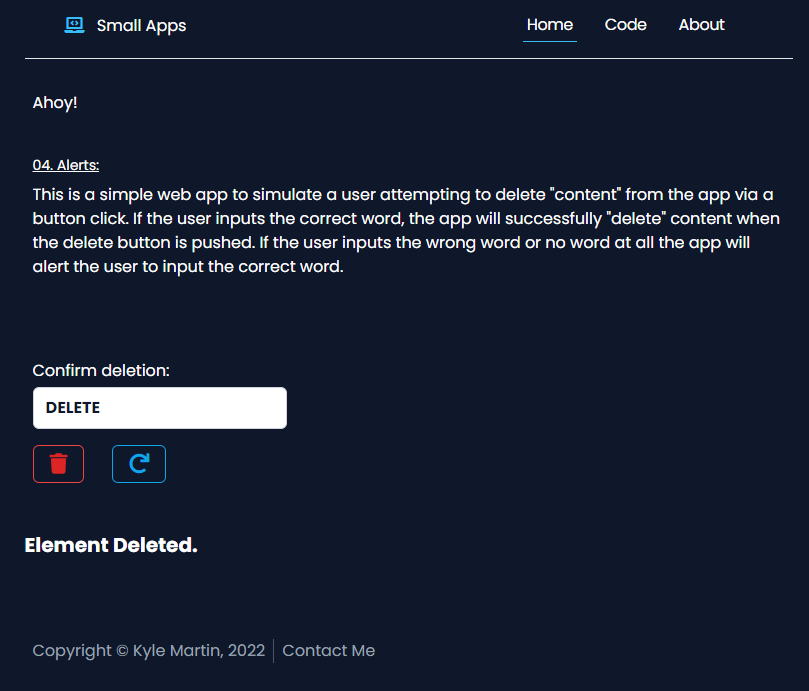 Small Apps
Home
Code
About
Ahoy!
04. Alerts:
This is a simple web app to simulate a user attempting to delete "content" from the app via a
button click. If the user inputs the correct word, the app will successfully "delete" content when
the delete button is pushed. If the user inputs the wrong word or no word at all the app will
alert the user to input the correct word.
Confirm deletion:
DELETE
Element Deleted.
Copyright © Kyle Martin, 2022
Contact Me